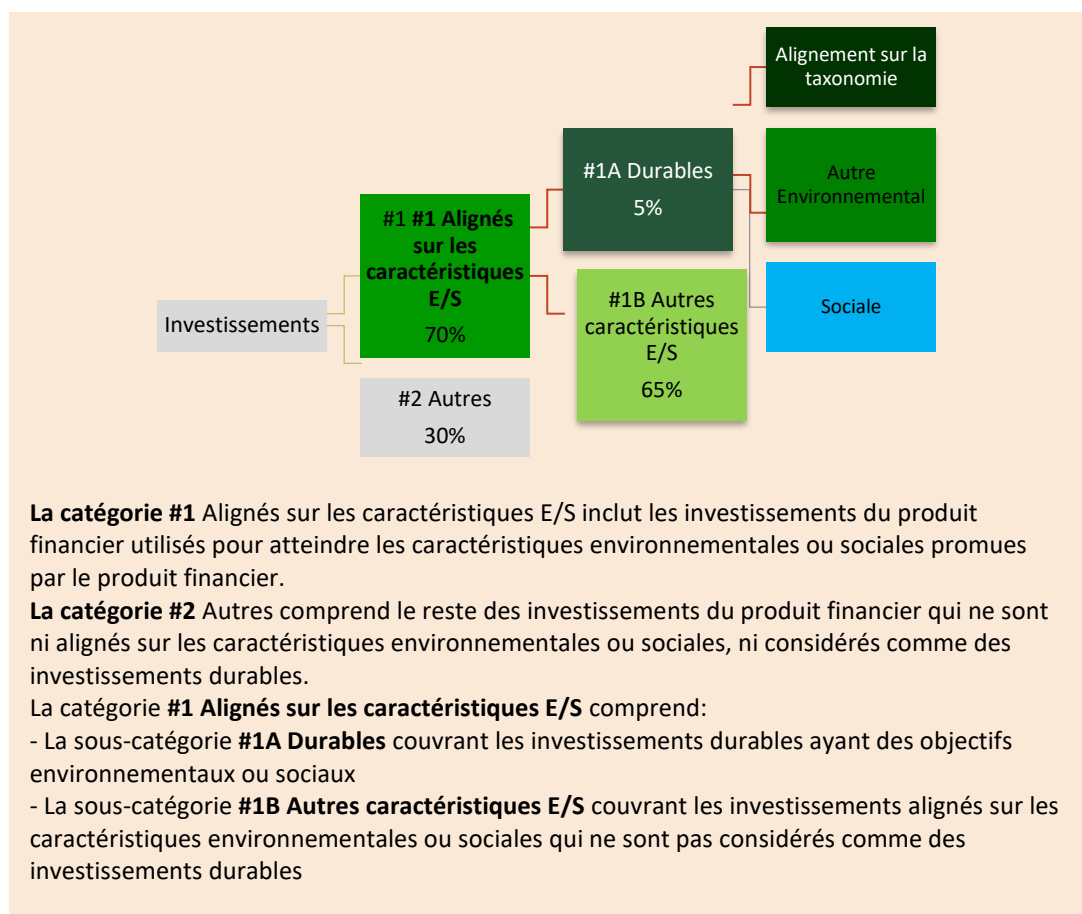 Alignement sur la
taxonomie
#1A Durables
5%
Autre
Environnemental
#1 #1 Alignés
sur les
caractéristiques
E/S
70%
#1B Autres
caractéristiques
E/S
65%
Sociale
Investissements
#2 Autres
30%
La catégorie #1 Alignés sur les caractéristiques E/S inclut les investissements du produit
financier utilisés pour atteindre les caractéristiques environnementales ou sociales promues
par le produit financier.
La catégorie #2 Autres comprend le reste des investissements du produit financier qui ne sont
ni alignés sur les caractéristiques environnementales ou sociales, ni considérés comme des
investissements durables.
La catégorie #1 Alignés sur les caractéristiques E/S comprend:
- La sous-catégorie #1A Durables couvrant les investissements durables ayant des objectifs
environnementaux ou sociaux
- La sous-catégorie #1B Autres caractéristiques E/S couvrant les investissements alignés sur les
caractéristiques environnementales ou sociales qui ne sont pas considérés comme des
investissements durables